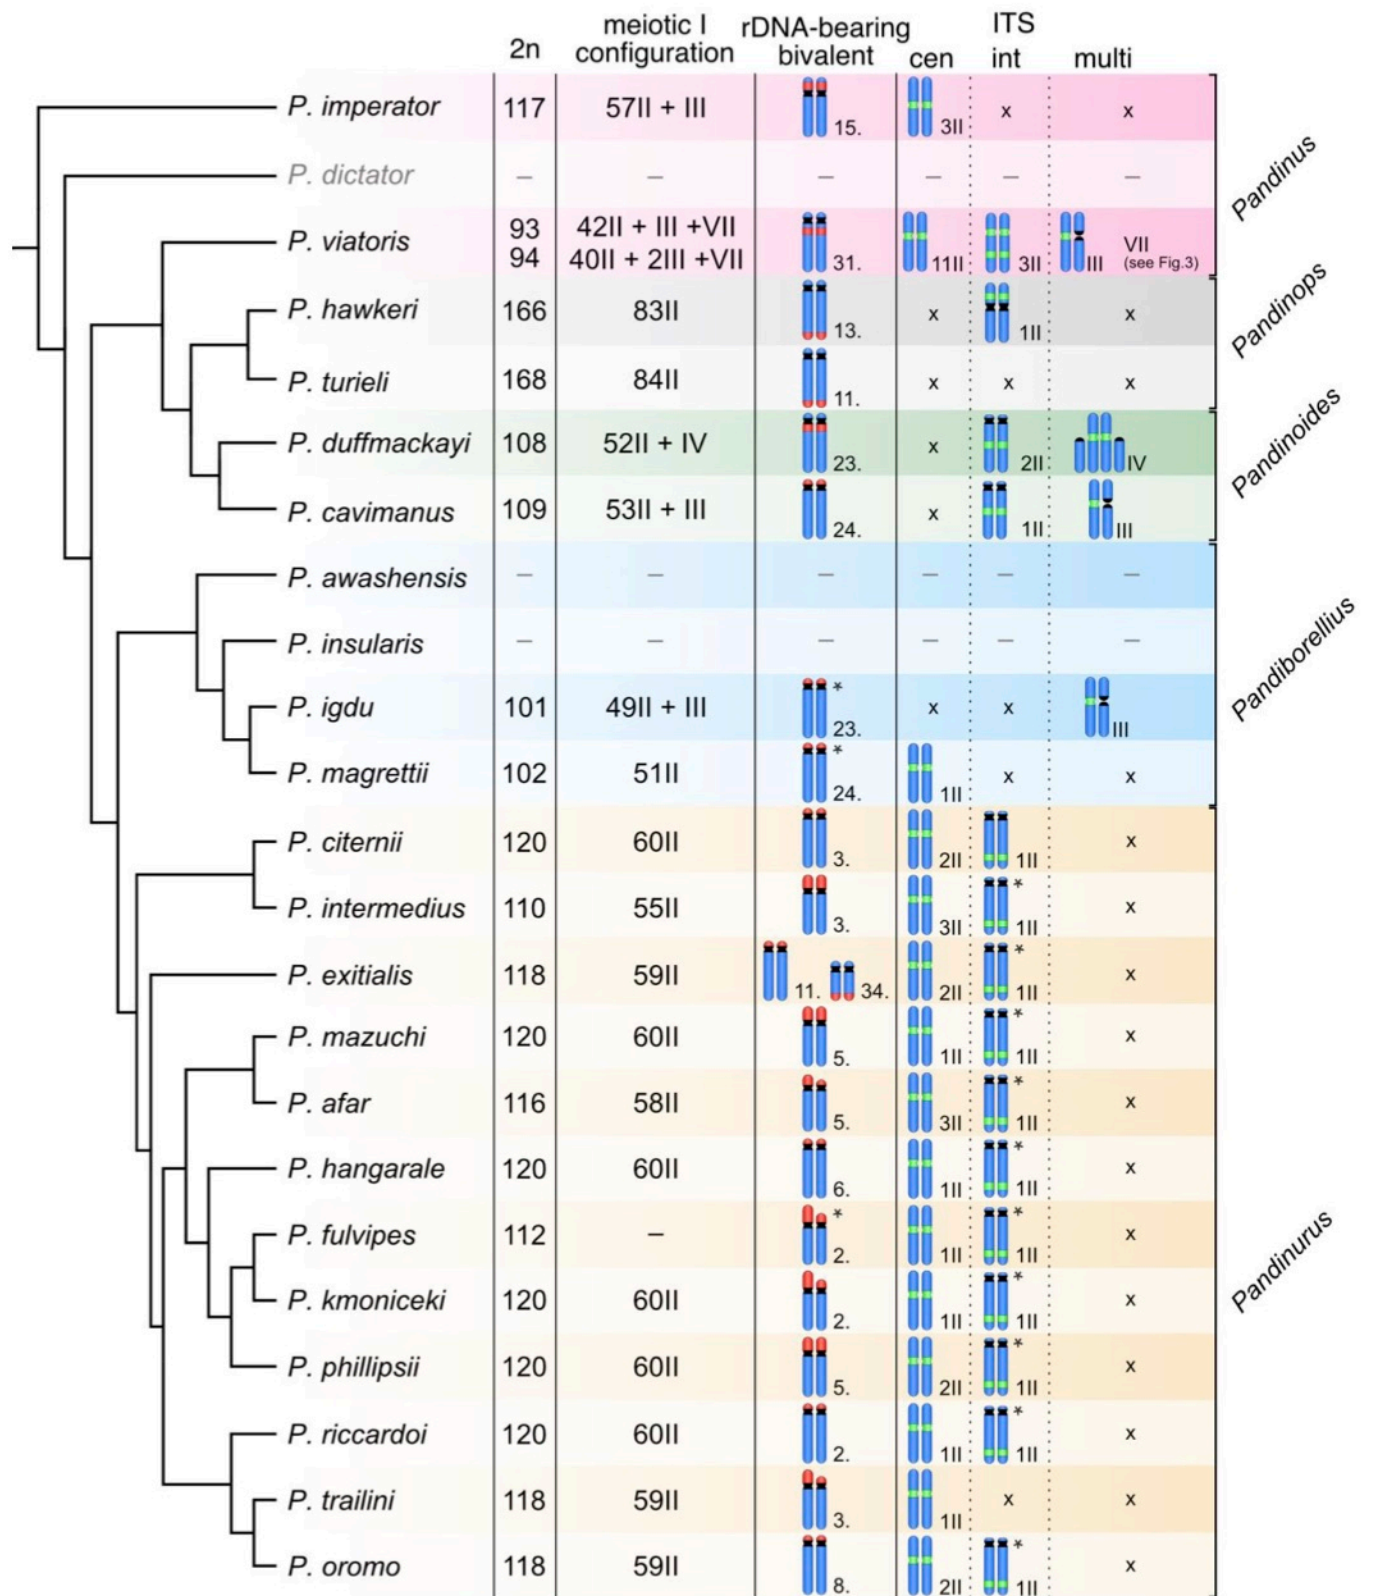 2n meiotic I configuration rDNA-bearing bivalent ITS cen int multi
P. imperator 117 57II + III 15. 3II x x
P. dictator – – – – – –
P. viatoris 93 94 42II + III +VII 40II + 2III +VII 31. 11II 3II III VII (see Fig.3)
Pandinus
P. hawkeri 166 83II 13. x 1II x
P. turieli 168 84II 11. x x x
Pandinops
P. duffmackayi 108 52II + IV 23. x 2II IV
P. cavimanus 109 53II + III 24. x 1II III
Pandinoides
P. awashensis – – – – – –
P. insularis – – – – – –
P. igdu 101 49II + III * 23. x x III
P. magrettii 102 51II * 24. 1II x x
Pandiborellius
P. citernii 120 60II 3. 2II 1II x
P. intermedius 110 55II 3. 3II * 1II x
P. exitialis 118 59II 11. 34. 2II * 1II x
P. mazuchi 120 60II 5. 1II * 1II x
P. afar 116 58II 5. 3II * 1II x
P. hangarale 120 60II 6. 1II * 1II x
P. fulvipes 112 – * 2. 1II * 1II x
P. kmoniceki 120 60II 2. 1II * 1II x
P. phillipsii 120 60II 5. 2II * 1II x
P. riccardoi 120 60II 2. 1II * 1II x
P. trailini 118 59II 3. 1II x x
P. oromo 118 59II 8. 2II * 1II x
Pandinurus